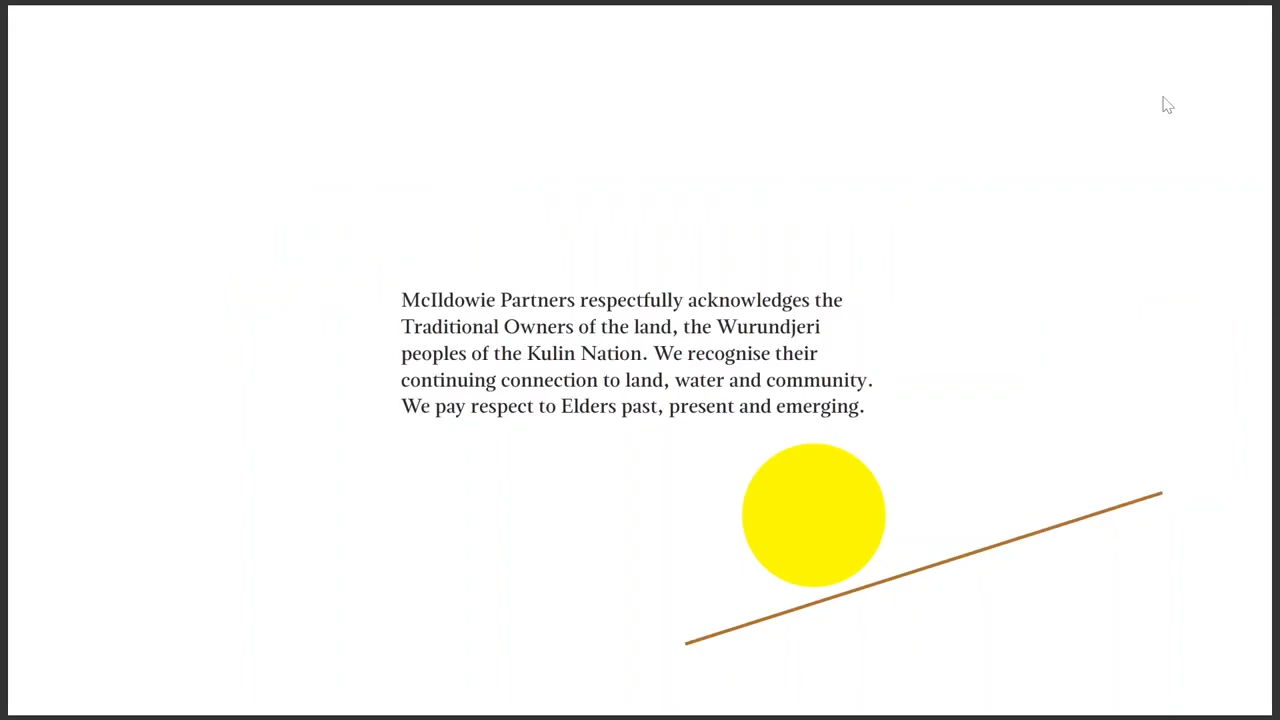 McIldowie Partners respectfully acknowledges the
Traditional Owners of the land, the Wurundjeri
peoples of the Kulin Nation. We recognise their
continuing connection to land, water and community.
We pay respect to Elders past, present and emerging.